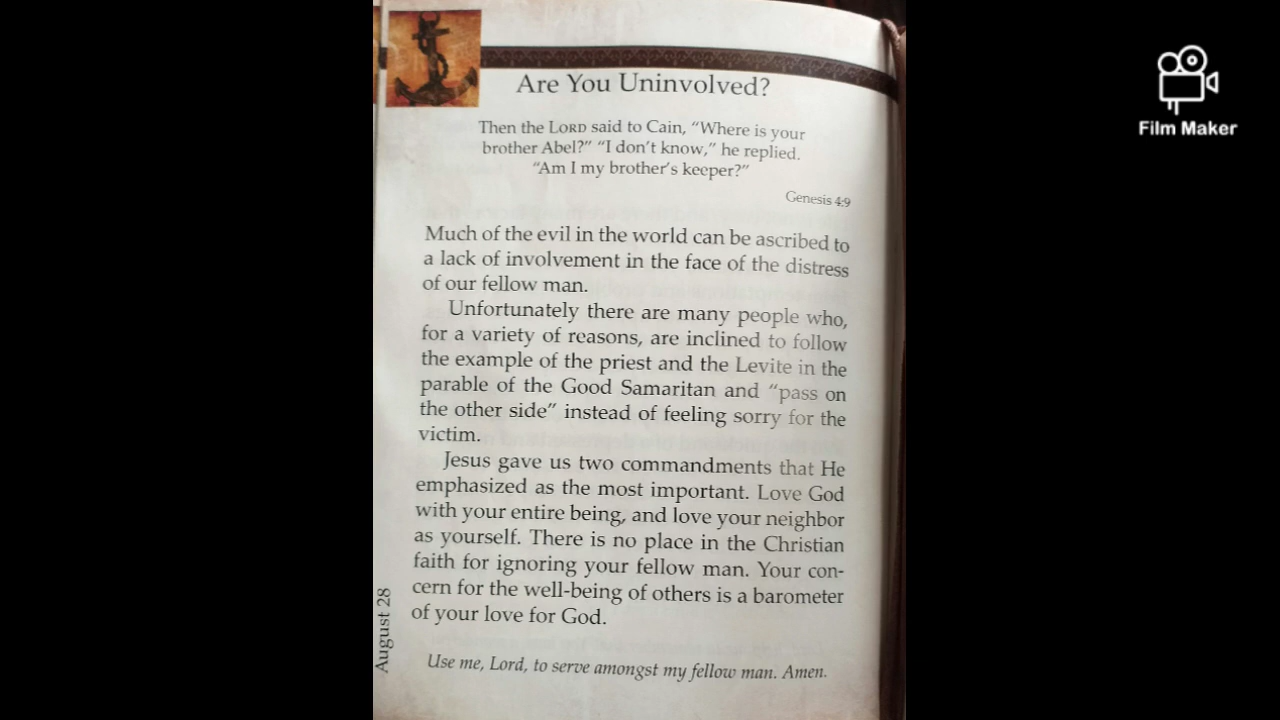 Are You Uninvolved?
Then the LORD said to Cain, “Where is your
brother Abel?” “I don’t know,” he replied.
“Am I my brother’s keeper?”
Genesis 4:9
Much of the evil in the world can be ascribed to
a lack of involvement in the face of the distress
of our fellow man.
Unfortunately there are many people who,
for a variety of reasons, are inclined to follow
the example of the priest and the Levite in the
parable of the Good Samaritan and “pass on
the other side” instead of feeling sorry for the
victim.
Jesus gave us two commandments that He
emphasized as the most important. Love God
with your entire being, and love your neighbor
as yourself. There is no place in the Christian
faith for ignoring your fellow man. Your con-
cern for the well-being of others is a barometer
of your love for God.
Use me, Lord, to serve amongst my fellow man. Amen.
August 28
Film Maker